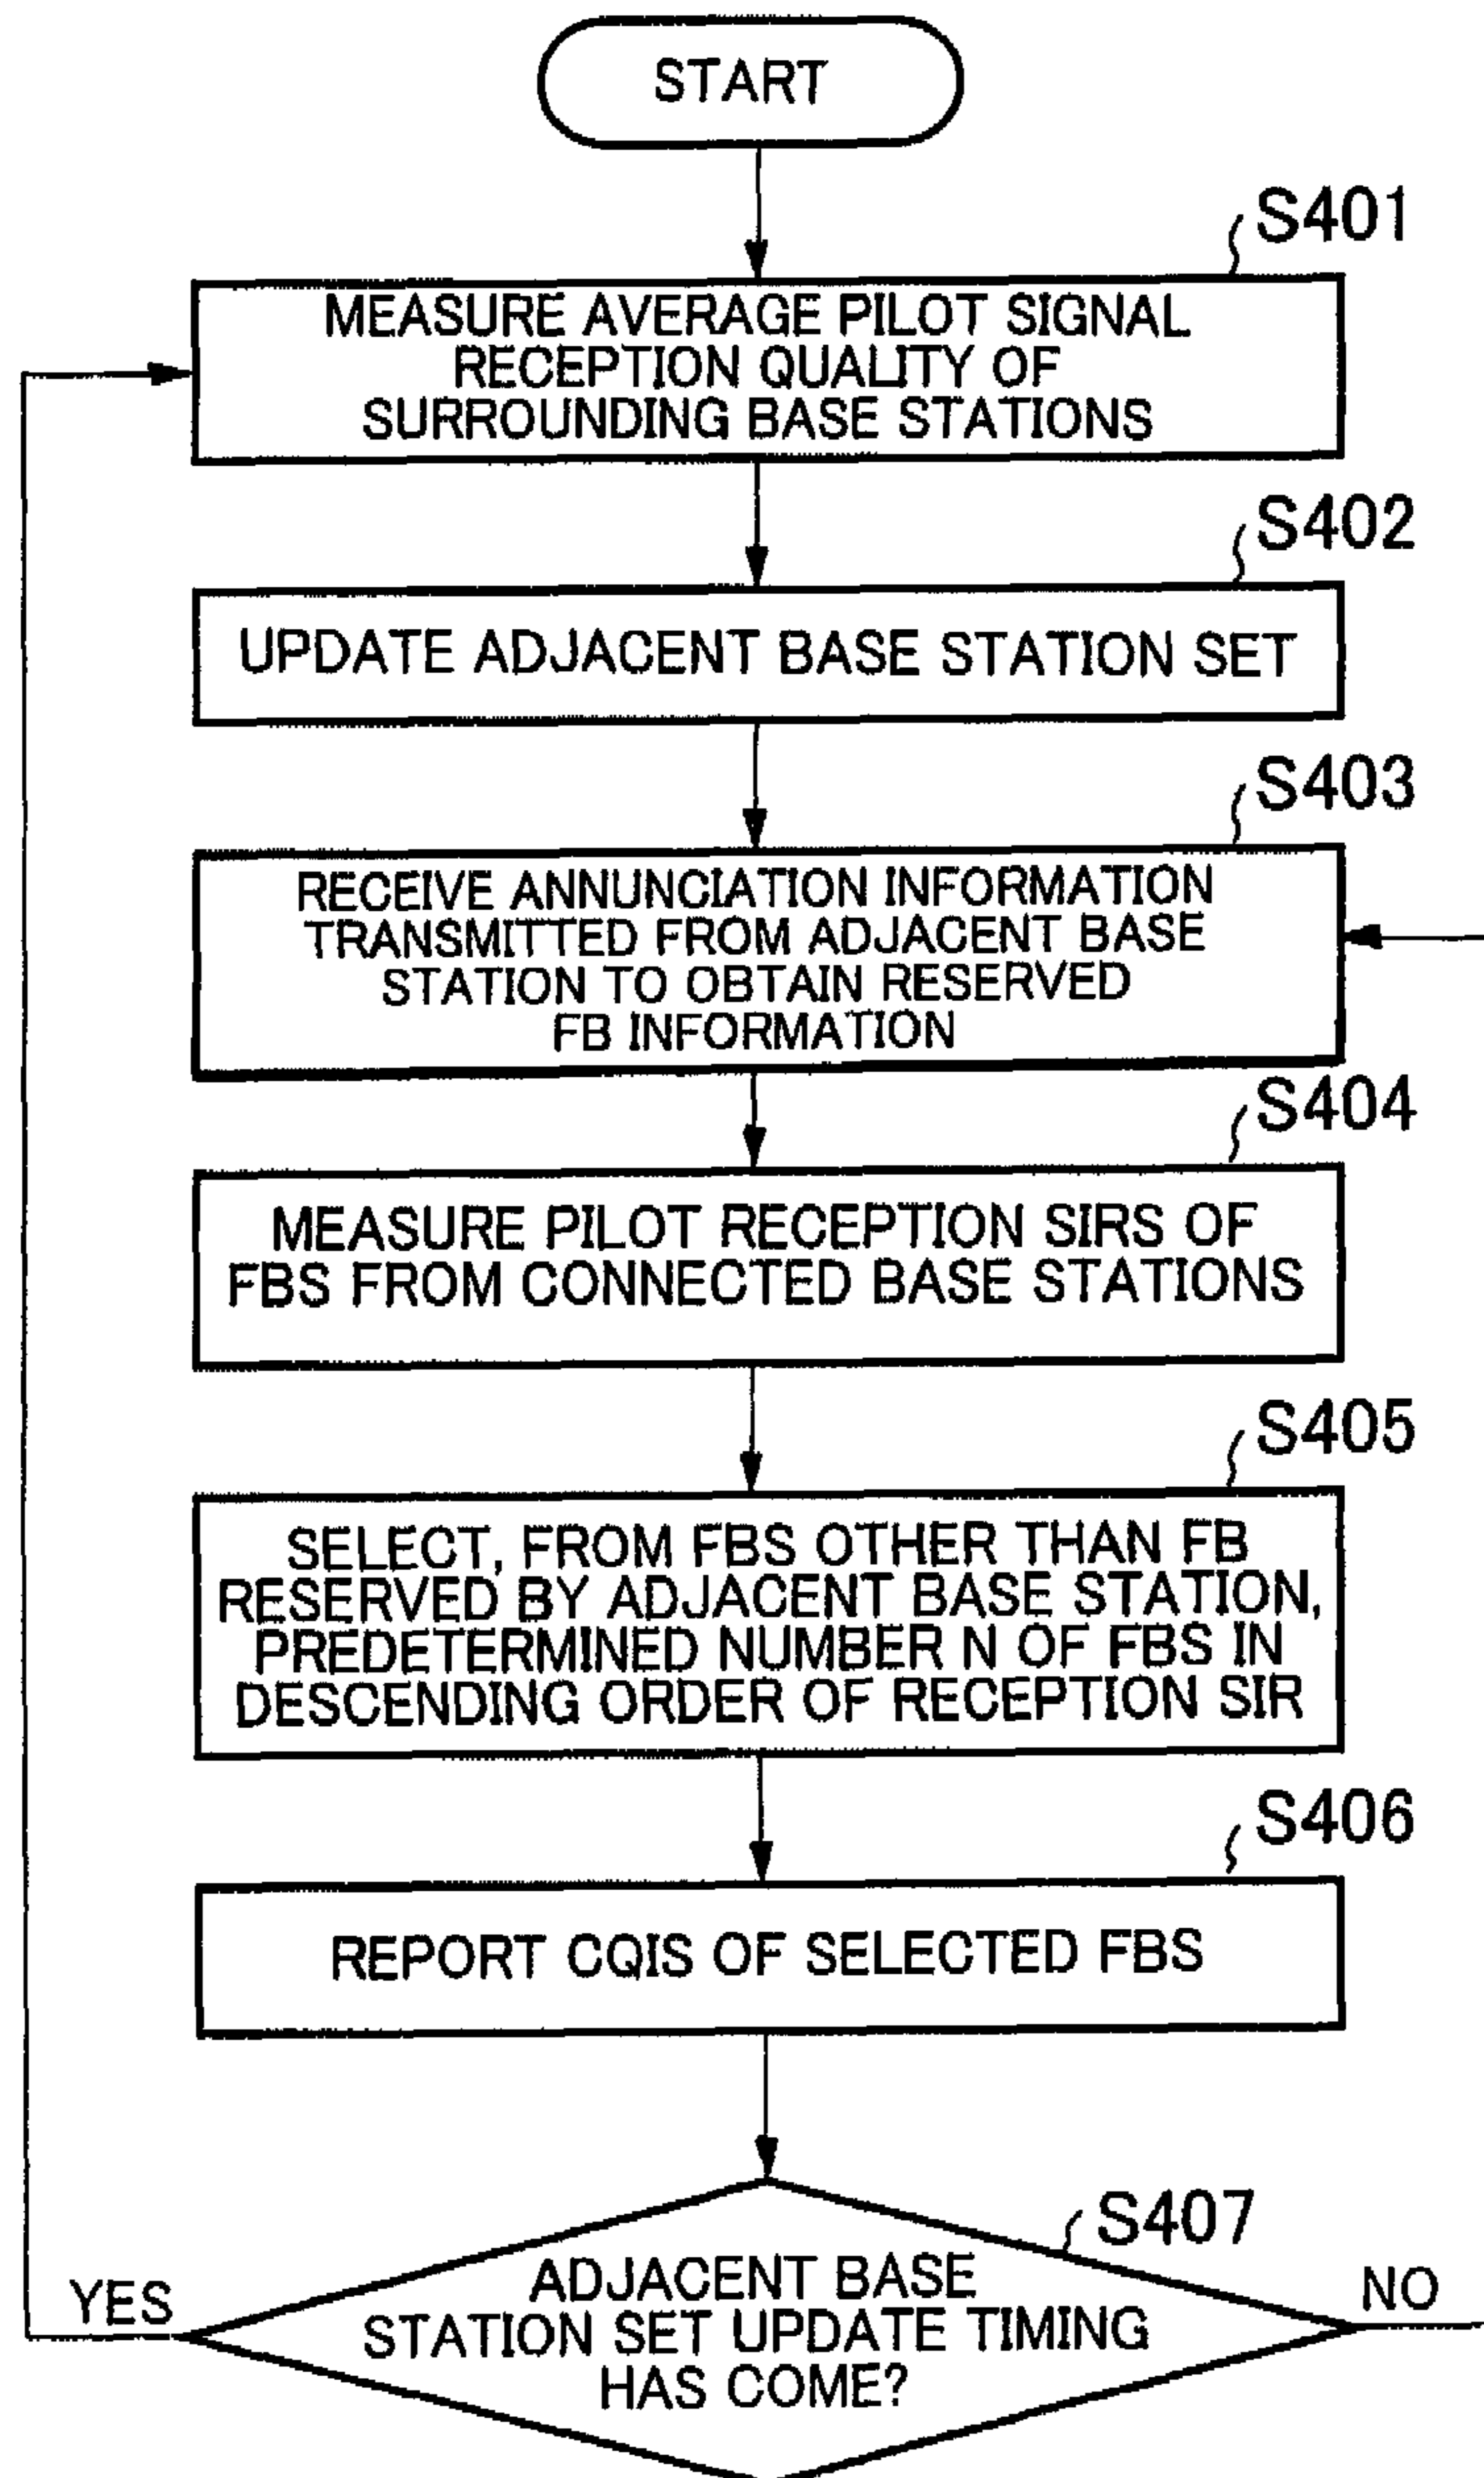 START
S401
MEASURE AVERAGE PILOT SIGNAL
RECEPTION QUALITY OF
SURROUNDING BASE STATIONS
S402
UPDATE ADJACENT BASE STATION SET
S403
RECEIVE ANNUNCIATION INFORMATION
TRANSMITTED FROM ADJACENT BASE
STATION TO OBTAIN RESERVED
FB INFORMATION
S404
MEASURE PILOT RECEPTION SIRS OF
FBS FROM CONNECTED BASE STATIONS
S405
SELECT, FROM FBS OTHER THAN FB
RESERVED BY ADJACENT BASE STATION,
PREDETERMINED NUMBER N OF FBS IN
DESCENDING ORDER OF RECEPTION SIR
S406
REPORT CQIS OF SELECTED FBS
S407
YES
ADJACENT BASE
STATION SET UPDATE TIMING
HAS COME?
NO